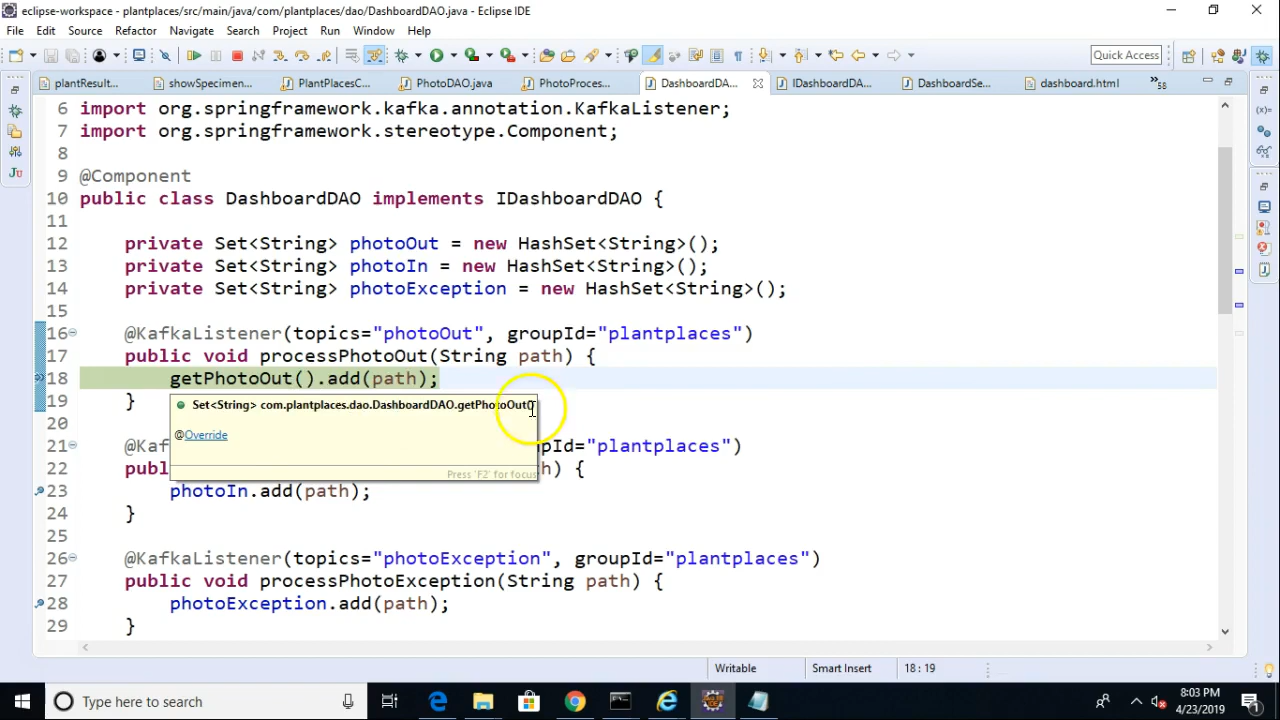 eclipse-workspace - plantplaces/src/main/java/com/plantplaces/dao/DashboardDAO.java - Eclipse IDE
File Edit Source Refactor Navigate Search Project Run Window Help
Quick Access
plantResult... showSpecimen... PlantPlacesC... PhotoDAO.java PhotoProces... DashboardDA... IDashboardDA... DashboardSe... dashboard.html »58
6 import org.springframework.kafka.annotation.KafkaListener;
7 import org.springframework.stereotype.Component;
8
9 @Component
10 public class DashboardDAO implements IDashboardDAO {
11
12 private Set<String> photoOut = new HashSet<String>();
13 private Set<String> photoIn = new HashSet<String>();
14 private Set<String> photoException = new HashSet<String>();
15
16 @KafkaListener(topics="photoOut", groupId="plantplaces")
17 public void processPhotoOut(String path) {
18 getPhotoOut().add(path);
19 }
Set<String> com.plantplaces.dao.DashboardDAO.getPhotoOut()
20
@Override
21 @Kaf pId="plantplaces")
22 publ h) {
Press 'F2' for focus
23 photoIn.add(path);
24 }
25
26 @KafkaListener(topics="photoException", groupId="plantplaces")
27 public void processPhotoException(String path) {
28 photoException.add(path);
29 }
Writable Smart Insert 18 : 19
Type here to search
8:03 PM
4/23/2019